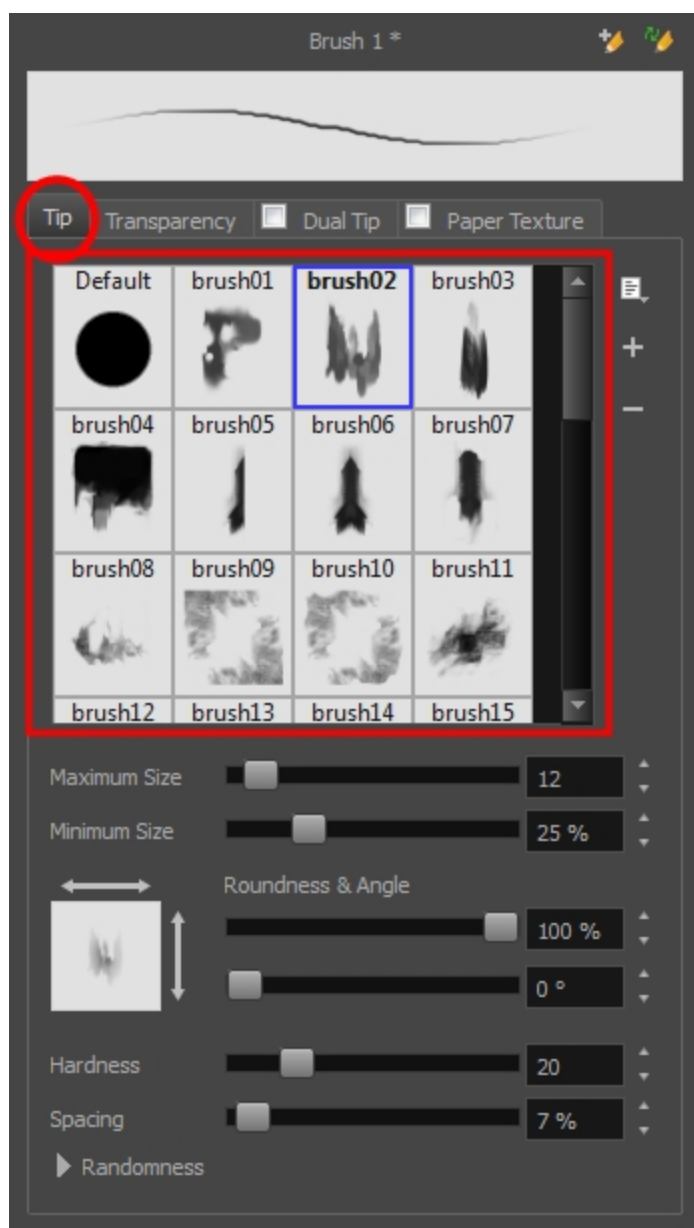 Brush 1 *
Tip Transparency Dual Tip Paper Texture
Default brush01 brush02 brush03
brush04 brush05 brush06 brush07
brush08 brush09 brush10 brush11
brush12 brush13 brush14 brush15
Maximum Size 12
Minimum Size 25 %
Roundness & Angle
100 %
0 °
Hardness 20
Spacing 7 %
Randomness